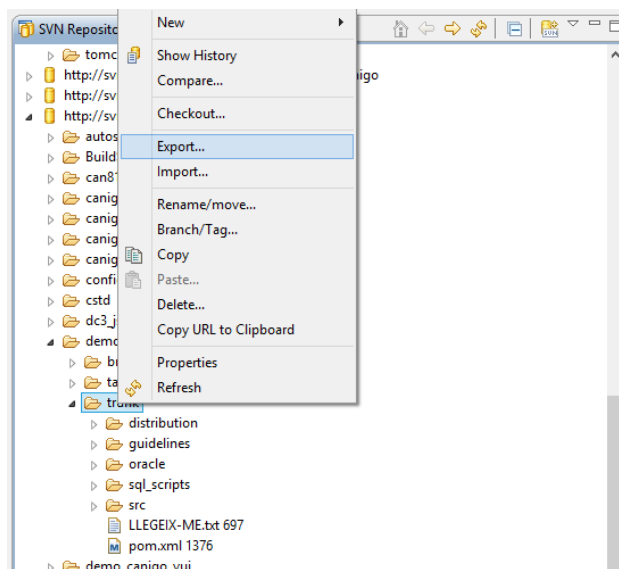 SVN Reposito
New
tomc
Show History
http://sv
igo
Compare...
http://sv
http://sv
Checkout...
autos
Export...
Build
Import...
can8
canig
Rename/move...
canig
Branch/Tag...
canig
canig
Copy
confi
Paste...
cstd
Delete...
dc3_j
Copy URL to Clipboard
demo
br
Properties
ta
Refresh
trunk
distribution
guidelines
oracle
sql_scripts
src
LLEGEIX-ME.txt 697
pom.xml 1376
demo_canigo_yui